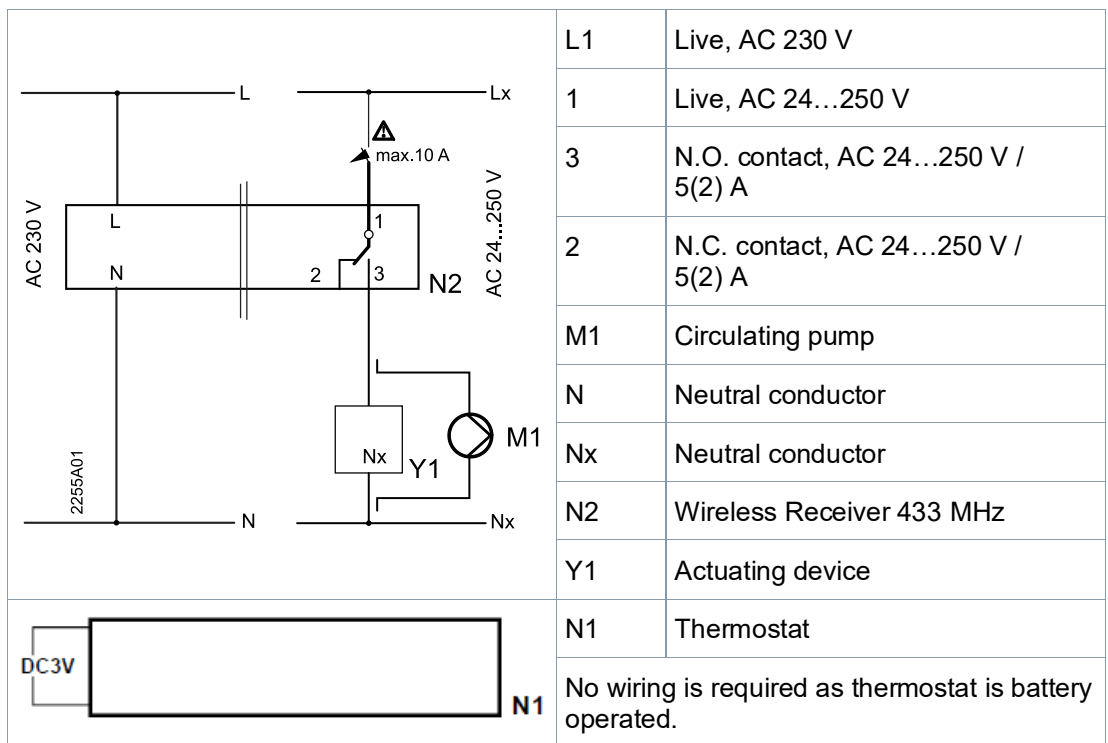 L
Lx
max.10 A
AC 230 V
L
N
1
2
3
N2
AC 24...250 V
Nx
Y1
M1
2255A01
N
Nx
L1 Live, AC 230 V
1 Live, AC 24…250 V
3 N.O. contact, AC 24…250 V /
5(2) A
2 N.C. contact, AC 24…250 V /
5(2) A
M1 Circulating pump
N Neutral conductor
Nx Neutral conductor
N2 Wireless Receiver 433 MHz
Y1 Actuating device
DC3V
N1
N1 Thermostat
No wiring is required as thermostat is battery
operated.